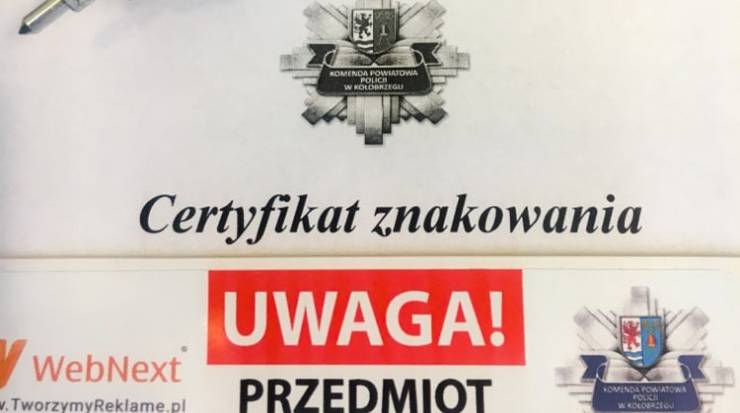 KOMENDA POWIATOWA
POLICJI
W KOŁOBRZEGU
Certyfikat znakowania
UWAGA!
WebNext
w.TworzymyReklame.pl
PRZEDMIOT
KOMENDA POWIATOWA
POLICJI
W KOŁOBRZEGU